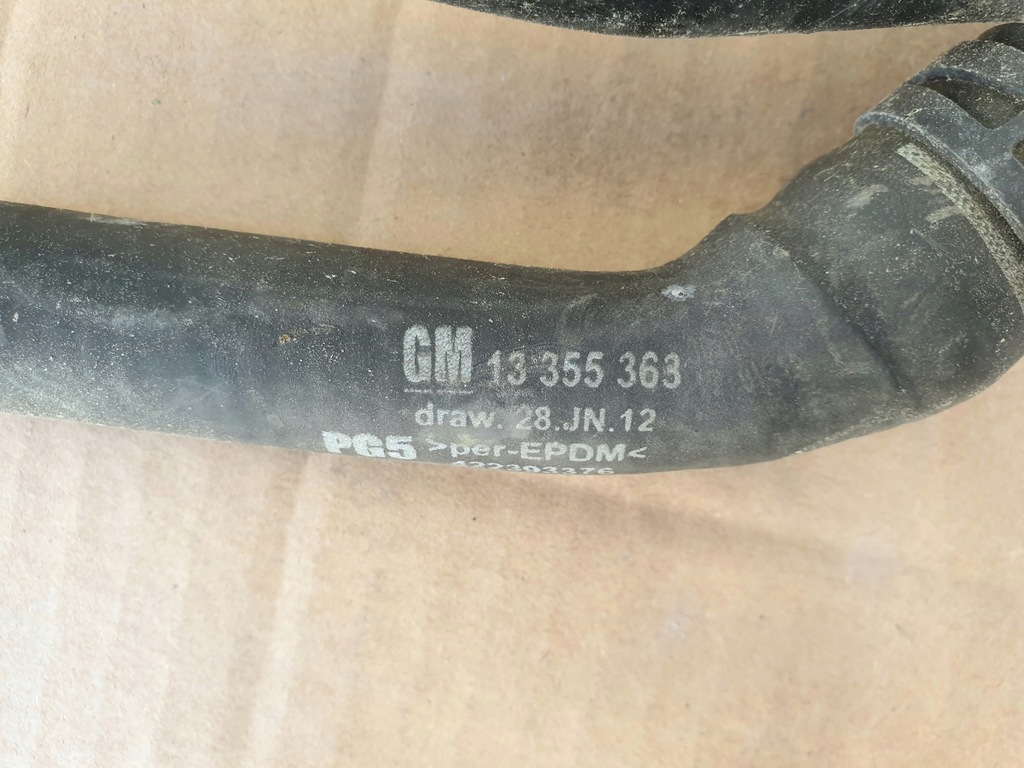 GM 13 355 363
draw. 28.JN.12
PG5 >per-EPDM<